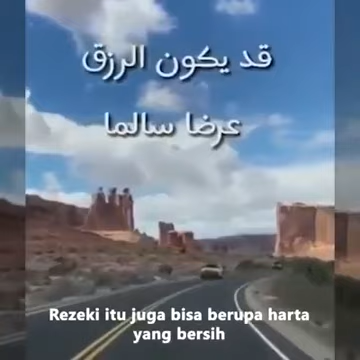 قد يكون الرزق
عرضا سالما
Rezeki itu juga bisa berupa harta
yang bersih